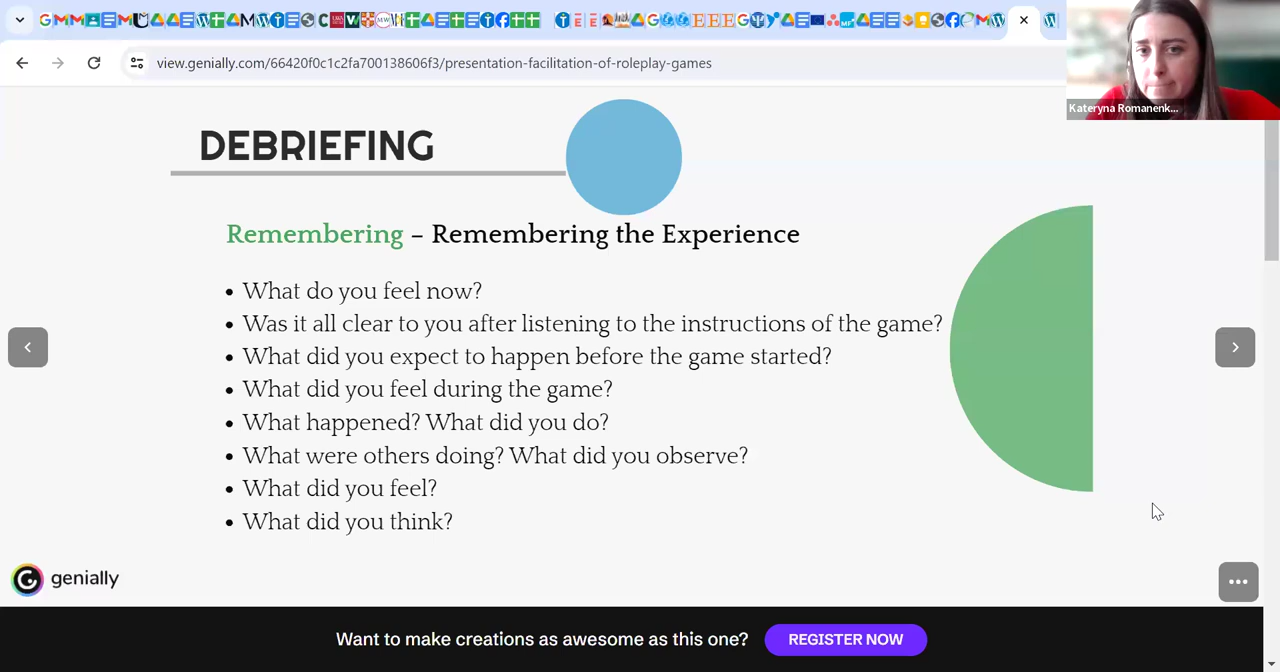 view.genially.com/66420f0c1c2fa700138606f3/presentation-facilitation-of-roleplay-games
Kateryna Romanenk...
DEBRIEFING
Remembering – Remembering the Experience
• What do you feel now?
• Was it all clear to you after listening to the instructions of the game?
• What did you expect to happen before the game started?
• What did you feel during the game?
• What happened? What did you do?
• What were others doing? What did you observe?
• What did you feel?
• What did you think?
genially
Want to make creations as awesome as this one?
REGISTER NOW